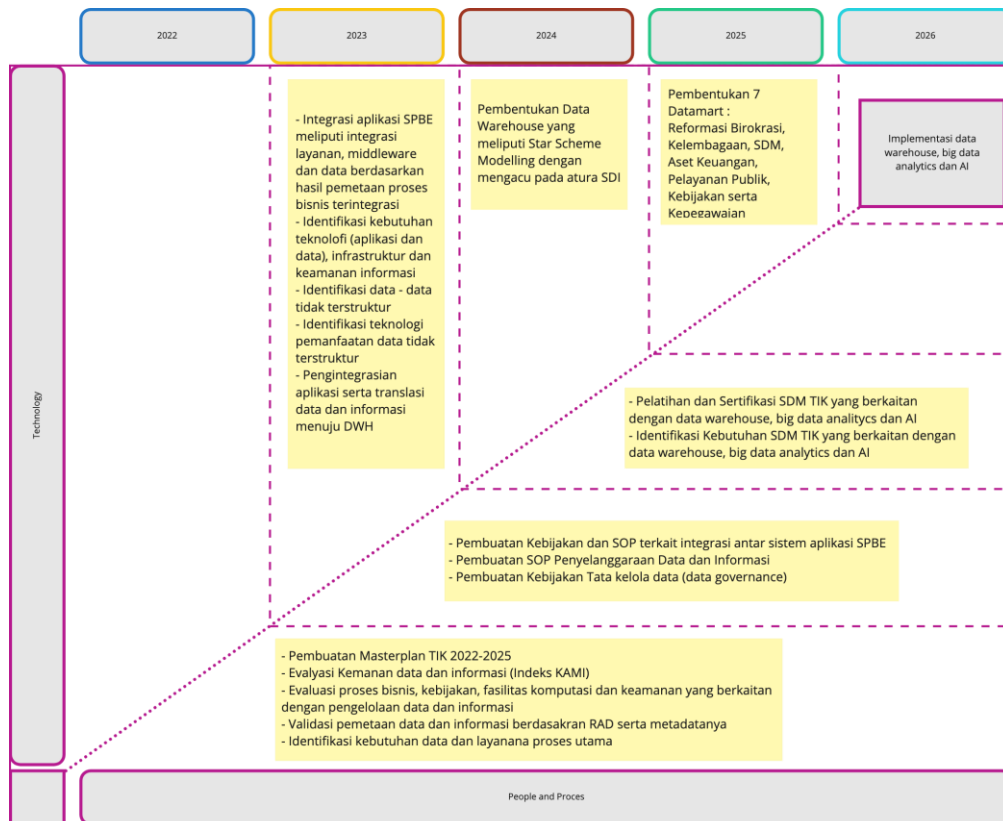 2022
2023
2024
2025
2026
Technology
- Integrasi aplikasi SPBE
meliputi integrasi
layanan, middleware
dan data berdasarkan
hasil pemetaan proses
bisnis terintegrasi
- Identifikasi kebutuhan
teknolofi (aplikasi dan
data), infrastruktur dan
keamanan informasi
- Identifikasi data - data
tidak terstruktur
- Identifikasi teknologi
pemanfaatan data tidak
terstruktur
- Pengintegrasian
aplikasi serta translasi
data dan informasi
menuju DWH
Pembentukan Data
Warehouse yang
meliputi Star Scheme
Modelling dengan
mengacu pada atura SDI
Pembentukan 7
Datamart :
Reformasi Birokrasi,
Kelembagaan, SDM,
Aset Keuangan,
Pelayanan Publik,
Kebijakan serta
Kepegawaian
Implementasi data
warehouse, big data
analytics dan AI
- Pelatihan dan Sertifikasi SDM TIK yang berkaitan
dengan data warehouse, big data analitycs dan AI
- Identifikasi Kebutuhan SDM TIK yang berkaitan dengan
data warehouse, big data analytics dan AI
- Pembuatan Kebijakan dan SOP terkait integrasi antar sistem aplikasi SPBE
- Pembuatan SOP Penyelanggaraan Data dan Informasi
- Pembuatan Kebijakan Tata kelola data (data governance)
- Pembuatan Masterplan TIK 2022-2025
- Evalyasi Kemanan data dan informasi (Indeks KAMI)
- Evaluasi proses bisnis, kebijakan, fasilitas komputasi dan keamanan yang berkaitan
dengan pengelolaan data dan informasi
- Validasi pemetaan data dan informasi berdasakran RAD serta metadatanya
- Identifikasi kebutuhan data dan layanana proses utama
People and Proces